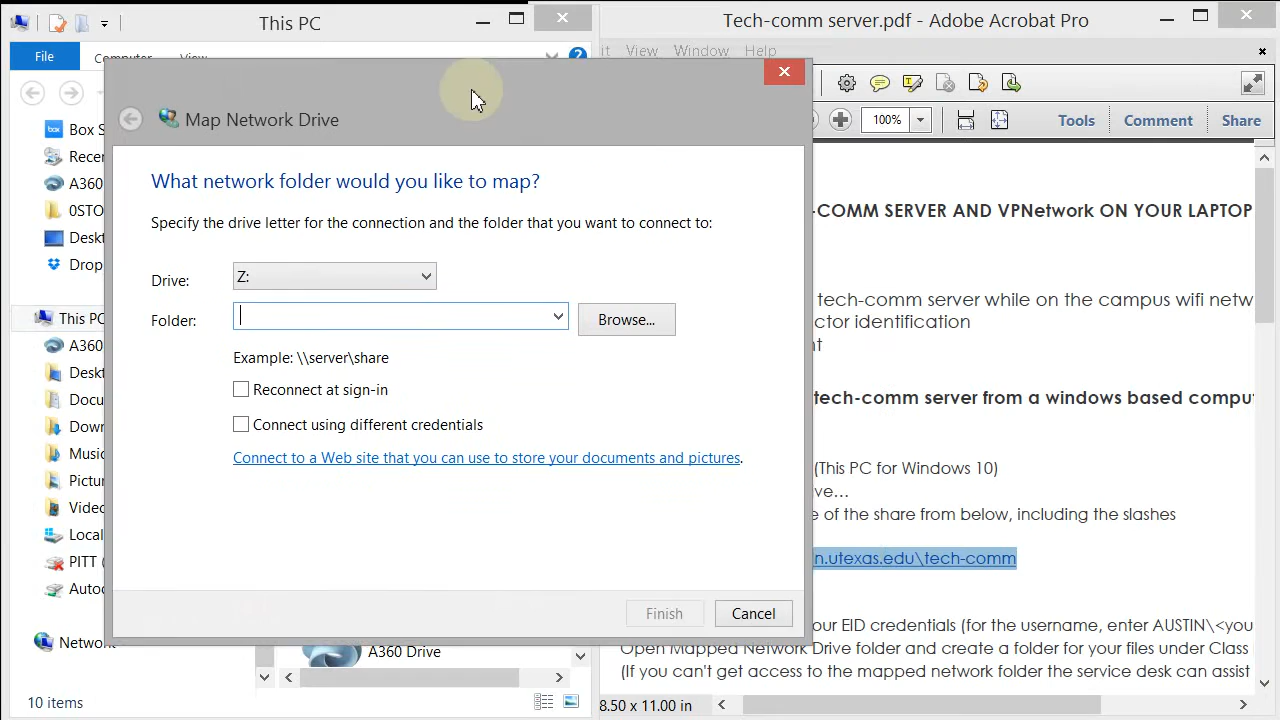 This PC
File
Computer
View
Box S
Recen
A360
0STO
Deskt
Dropl
This PC
A360
Deskt
Docu
Down
Music
Pictur
Video
Local
PITT (
Autod
Network
A360 Drive
10 items
Map Network Drive
What network folder would you like to map?
Specify the drive letter for the connection and the folder that you want to connect to:
Drive:
Z:
Folder:
Browse...
Example: \\server\share
Reconnect at sign-in
Connect using different credentials
Connect to a Web site that you can use to store your documents and pictures.
Finish
Cancel
Tech-comm server.pdf - Adobe Acrobat Pro
it View Window Help
100%
Tools
Comment
Share
-COMM SERVER AND VPNetwork ON YOUR LAPTOP
tech-comm server while on the campus wifi netw
ctor identification
nt
tech-comm server from a windows based comput
(This PC for Windows 10)
ve…
e of the share from below, including the slashes
n.utexas.edu\tech-comm
our EID credentials (for the username, enter AUSTIN\<you
Open Mapped Network Drive folder and create a folder for your files under Class
(If you can't get access to the mapped network folder the service desk can assist
8.50 x 11.00 in